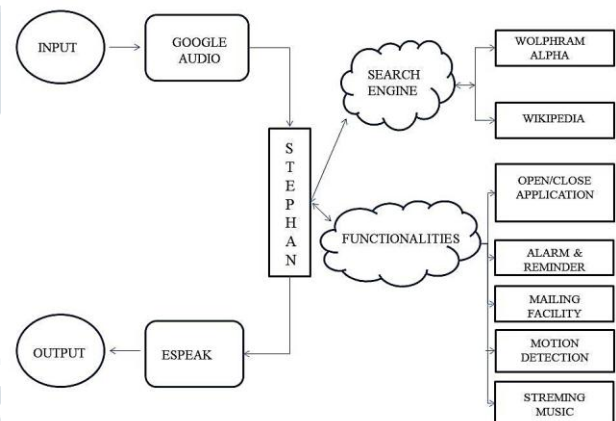 INPUT
GOOGLE
AUDIO
SEARCH
ENGINE
WOLPHRAM
ALPHA
WIKIPEDIA
S
T
E
P
H
A
N
FUNCTIONALITIES
OPEN/CLOSE
APPLICATION
ALARM &
REMINDER
MAILING
FACILITY
MOTION
DETECTION
STREMING
MUSIC
ESPEAK
OUTPUT